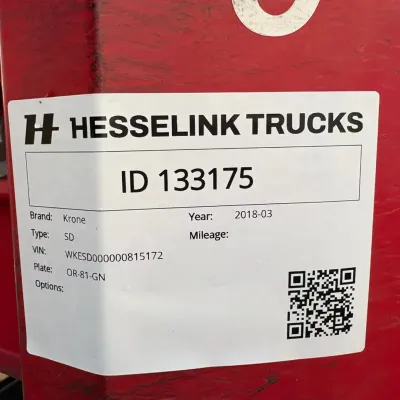 H HESSELINK TRUCKS
ID 133175
Brand: Krone Year: 2018-03
Type: SD Mileage:
VIN: WKESD000000815172
Plate: OR-81-GN
Options: